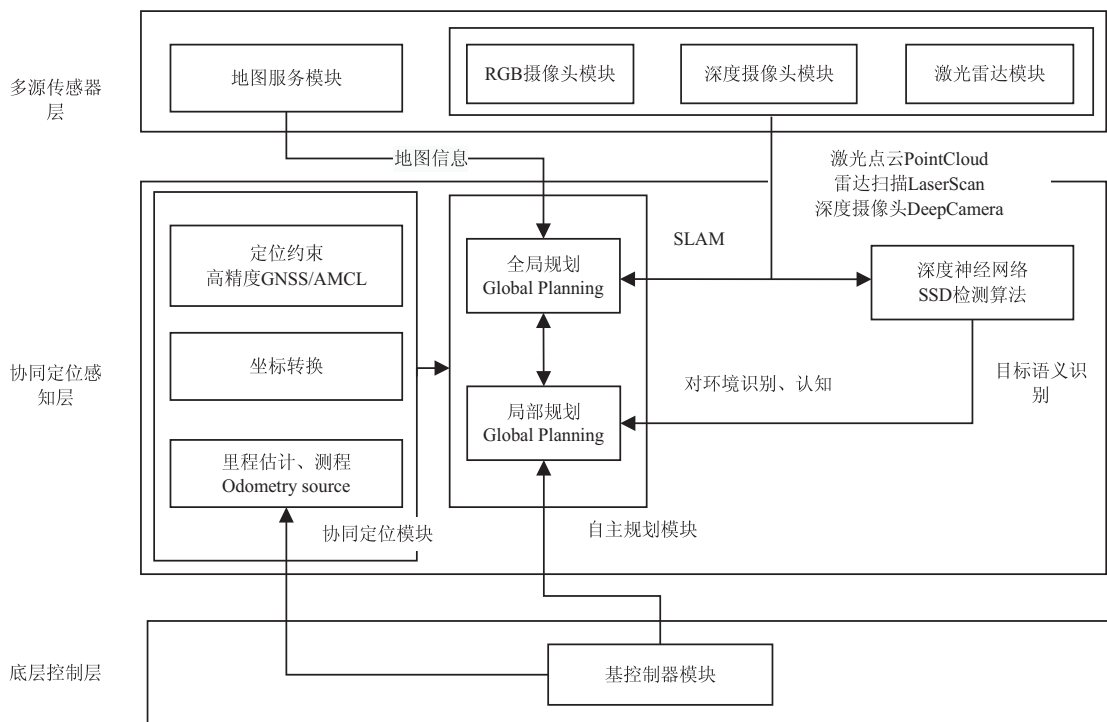 多源传感器
层
地图服务模块
RGB摄像头模块
深度摄像头模块
激光雷达模块
地图信息
激光点云PointCloud
雷达扫描LaserScan
深度摄像头DeepCamera
协同定位感
知层
定位约束
高精度GNSS/AMCL
坐标转换
里程估计、测程
Odometry source
协同定位模块
全局规划
Global Planning
局部规划
Global Planning
自主规划模块
SLAM
深度神经网络
SSD检测算法
对环境识别、认知
目标语义识
别
底层控制层
基控制器模块